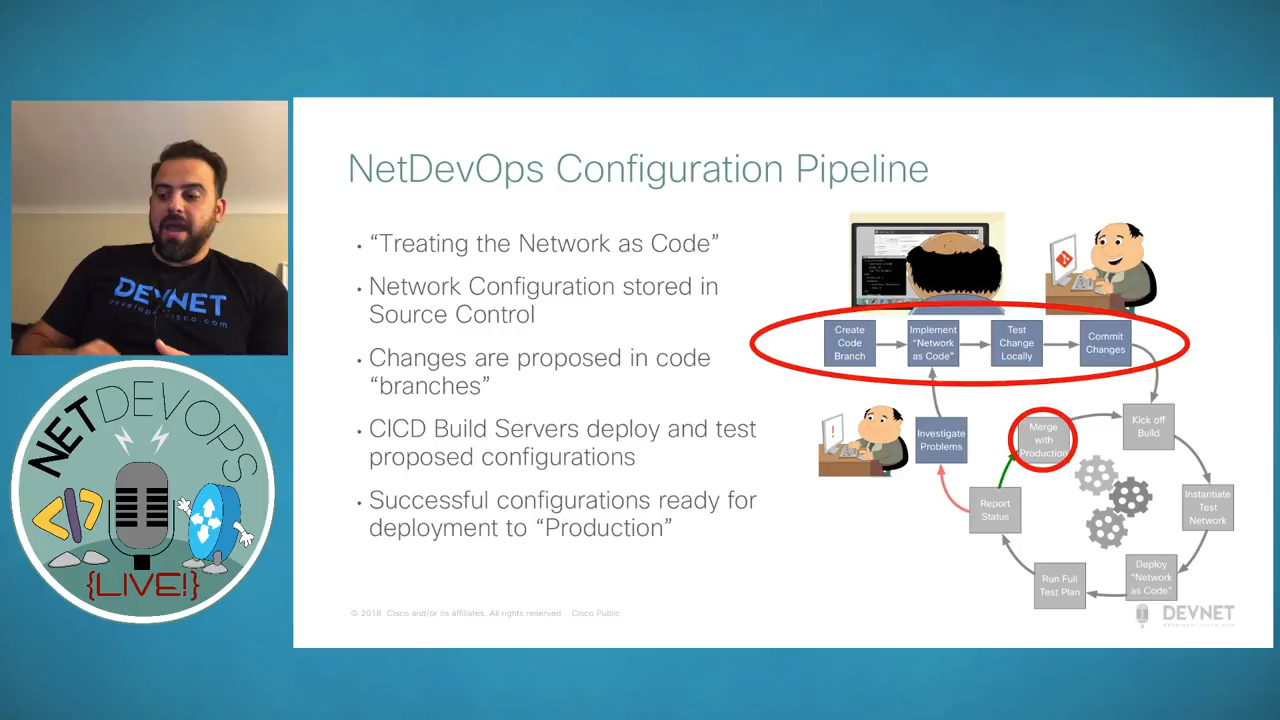 NetDevOps Configuration Pipeline
• “Treating the Network as Code”
• Network Configuration stored in
Source Control
• Changes are proposed in code
“branches”
• CICD Build Servers deploy and test
proposed configurations
• Successful configurations ready for
deployment to “Production”
Create
Code
Branch
Implement
“Network
as Code”
Test
Change
Locally
Commit
Changes
Investigate
Problems
!
Merge
with
Production
Kick off
Build
Report
Status
Instantiate
Test
Network
Run Full
Test Plan
Deploy
“Network
as Code”
© 2018 Cisco and/or its affiliates. All rights reserved Cisco Public
DEVNET
DEVNET
developer.cisco.com
NETDEVOPS
</>
{LIVE!}